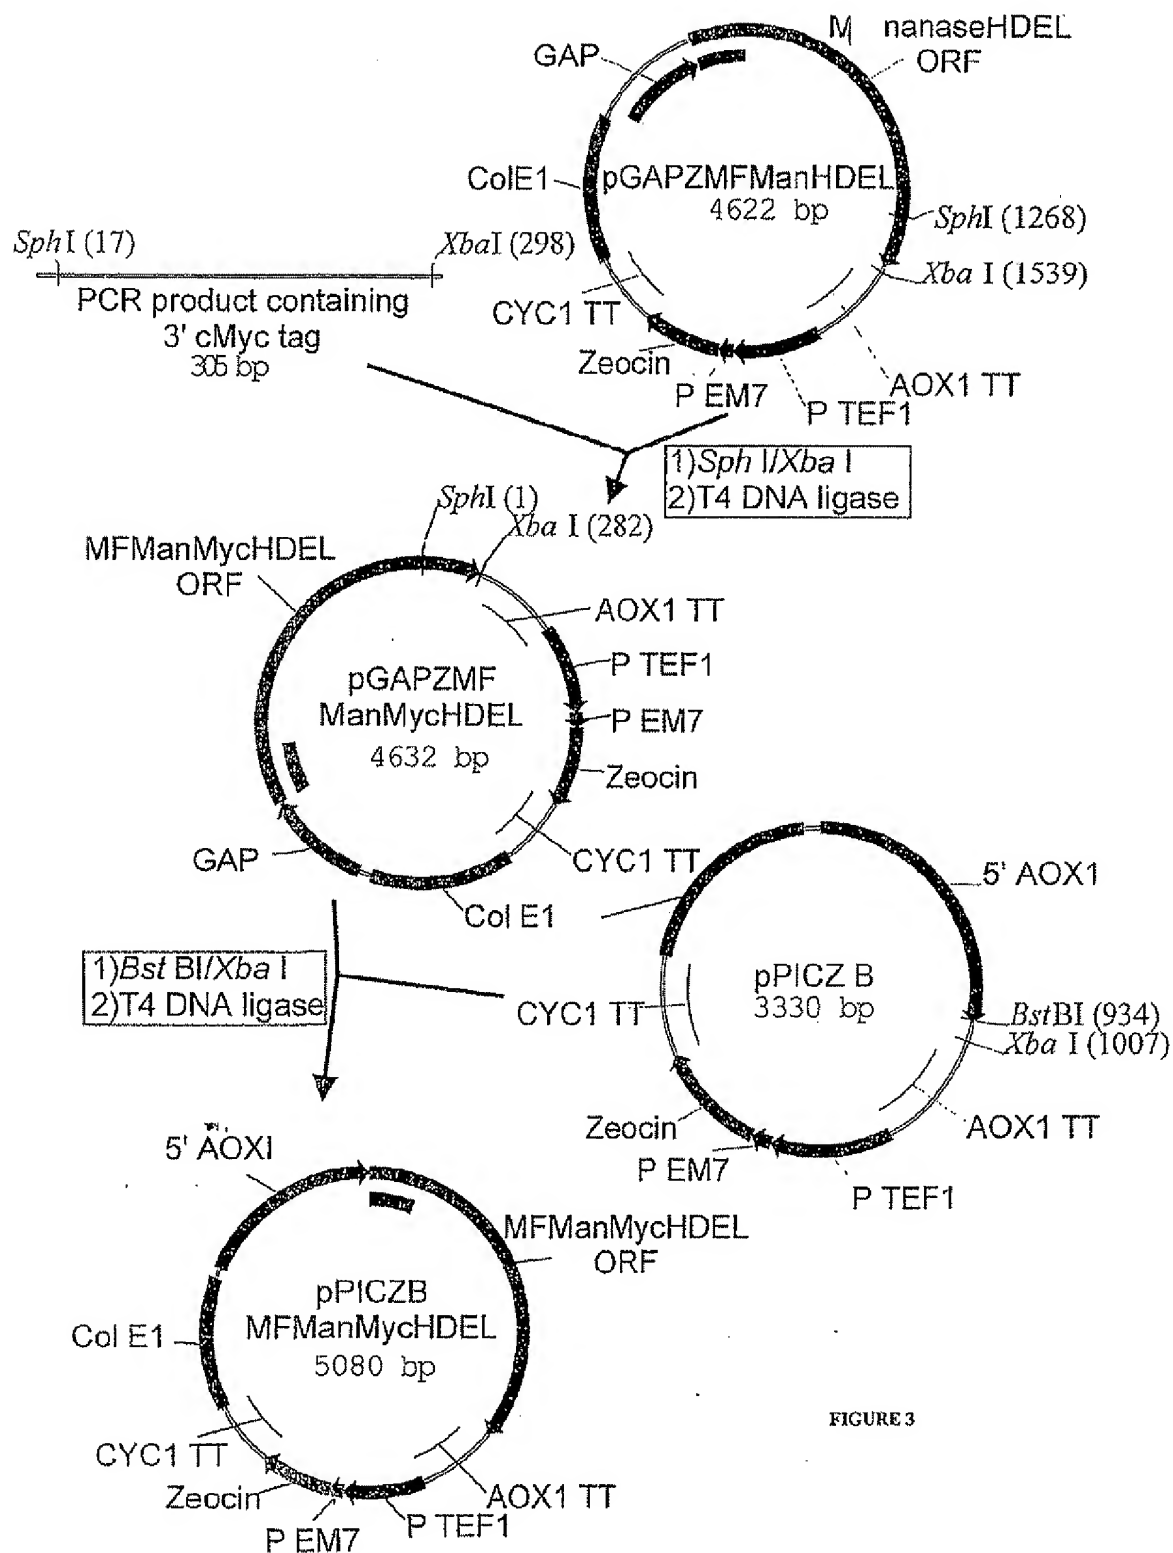 M nanaseHDEL
ORF
GAP
ColE1
pGAPZMFManHDEL
4622 bp
SphI (1268)
Xba I (1539)
SphI (17)
XbaI (298)
PCR product containing
3' cMyc tag
305 bp
CYC1 TT
Zeocin
P EM7
P TEF1
AOX1 TT
1)Sph I/Xba I
2)T4 DNA ligase
SphI (1)
Xba I (282)
MFManMycHDEL
ORF
AOX1 TT
P TEF1
P EM7
Zeocin
pGAPZMF
ManMycHDEL
4632 bp
GAP
CYC1 TT
Col E1
5' AOX1
pPICZ B
3330 bp
BstBI (934)
Xba I (1007)
1)Bst BI/Xba I
2)T4 DNA ligase
CYC1 TT
Zeocin
P EM7
P TEF1
AOX1 TT
5' AOXI
MFManMycHDEL
ORF
pPICZB
MFManMycHDEL
5080 bp
Col E1
CYC1 TT
Zeocin
P EM7
P TEF1
AOX1 TT
FIGURE 3